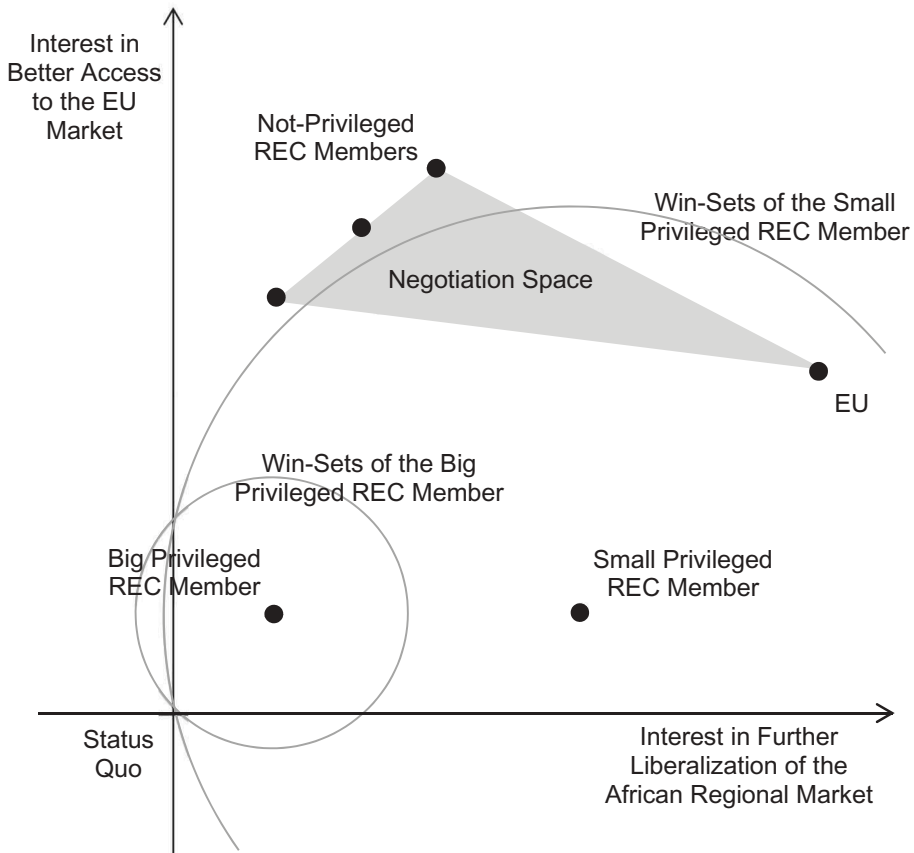 Interest in
Better Access
to the EU
Market
Not-Privileged
REC Members
Win-Sets of the Small
Privileged REC Member
Negotiation Space
EU
Win-Sets of the Big
Privileged REC Member
Big Privileged
REC Member
Small Privileged
REC Member
Status
Quo
Interest in Further
Liberalization of the
African Regional Market